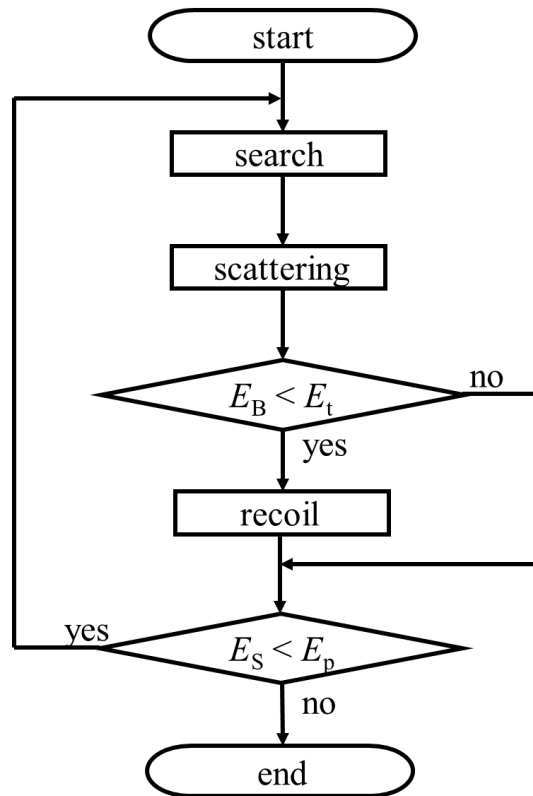 start
search
scattering
E_B < E_t
no
yes
recoil
yes
E_S < E_p
no
end